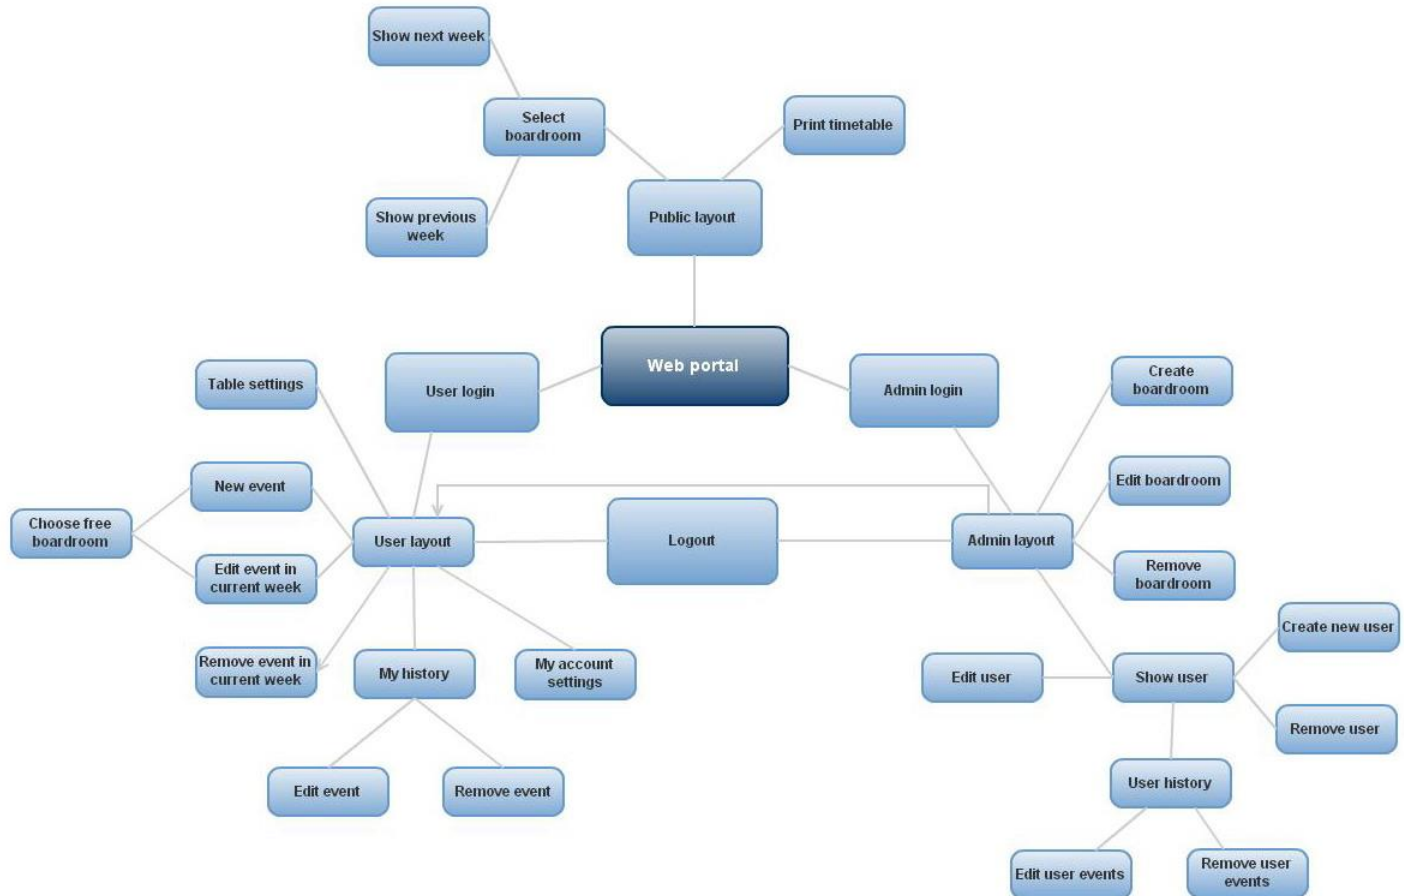 Show next week
Select
boardroom
Print timetable
Show previous
week
Public layout
Web portal
User login
Admin login
Table settings
Create
boardroom
New event
Edit boardroom
Choose free
boardroom
User layout
Logout
Admin layout
Edit event in
current week
Remove
boardroom
Create new user
Remove event in
current week
My history
My account
settings
Edit user
Show user
Remove user
Edit event
Remove event
User history
Edit user events
Remove user
events